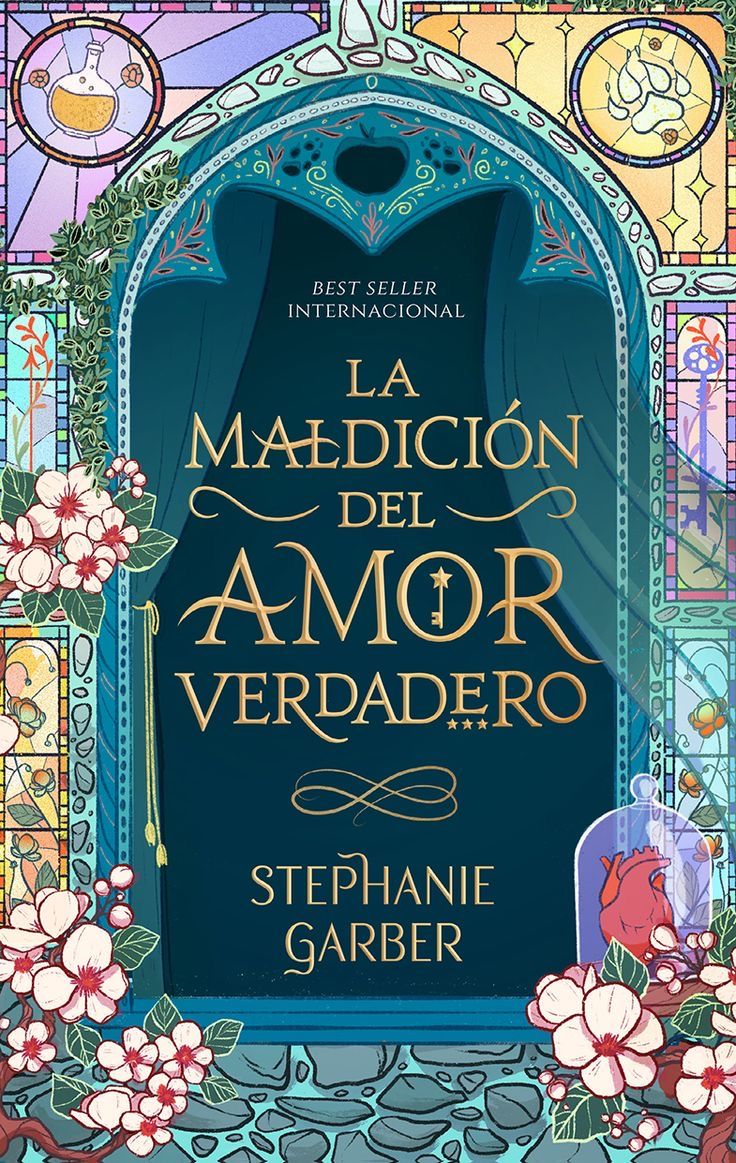 BEST SELLER
INTERNACIONAL
LA
MALDICIÓN
DEL
AMOR
VERDADERO
STEPHANIE
GARBER